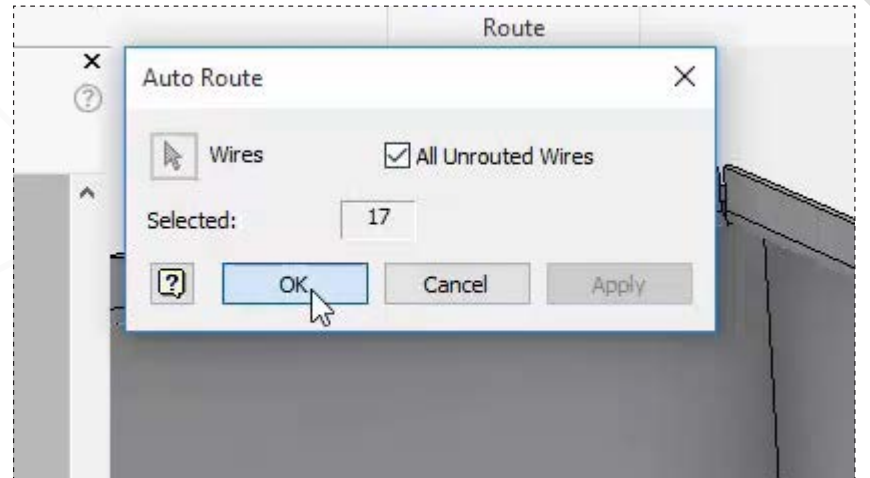 Route
Auto Route
Wires
All Unrouted Wires
Selected:
17
OK
Cancel
Apply